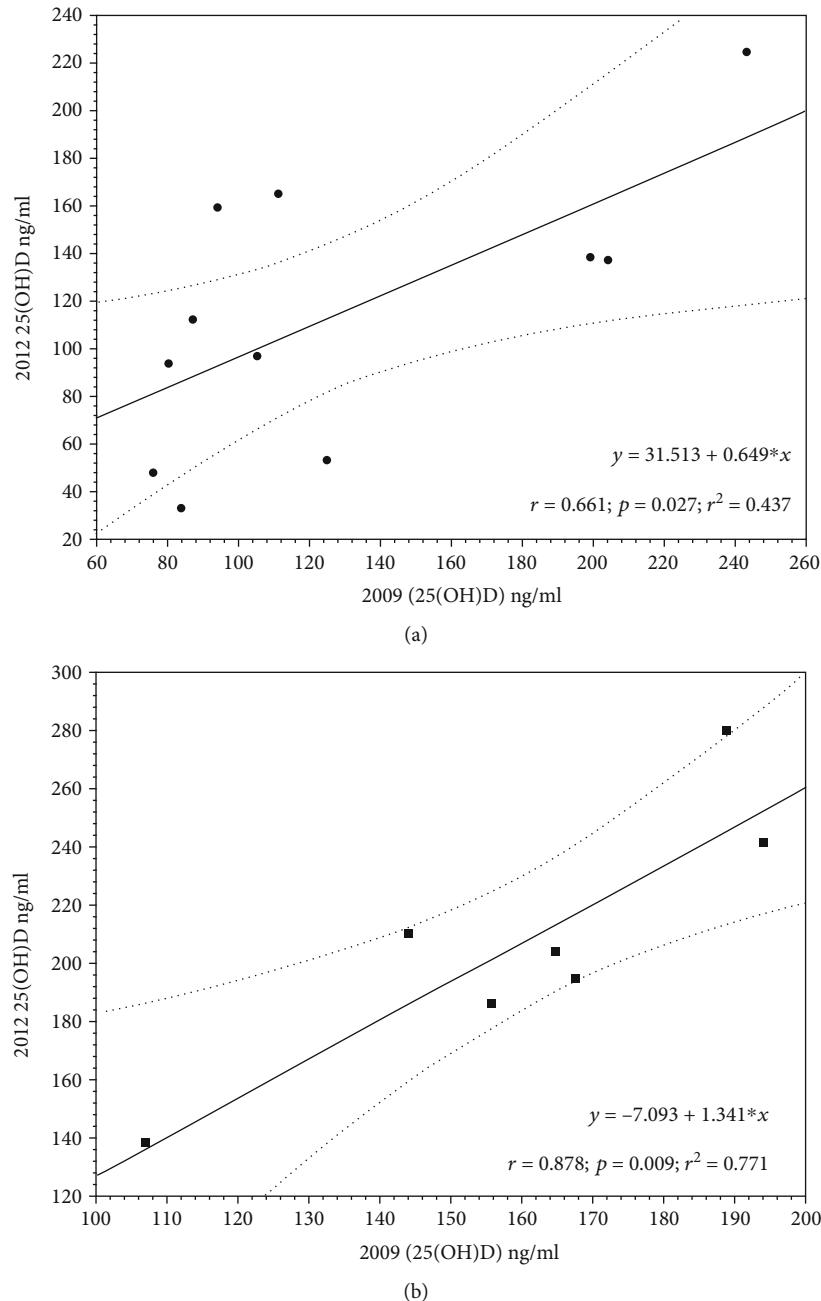 240
220
200
180
160
140
120
100
80
60
40
20
2012 25(OH)D ng/ml
y = 31.513 + 0.649*x
r = 0.661; p = 0.027; r² = 0.437
60 80 100 120 140 160 180 200 220 240 260
2009 (25(OH)D) ng/ml
(a)
300
280
260
240
220
200
180
160
140
120
2012 25(OH)D ng/ml
y = –7.093 + 1.341*x
r = 0.878; p = 0.009; r² = 0.771
100 110 120 130 140 150 160 170 180 190 200
2009 (25(OH)D) ng/ml
(b)